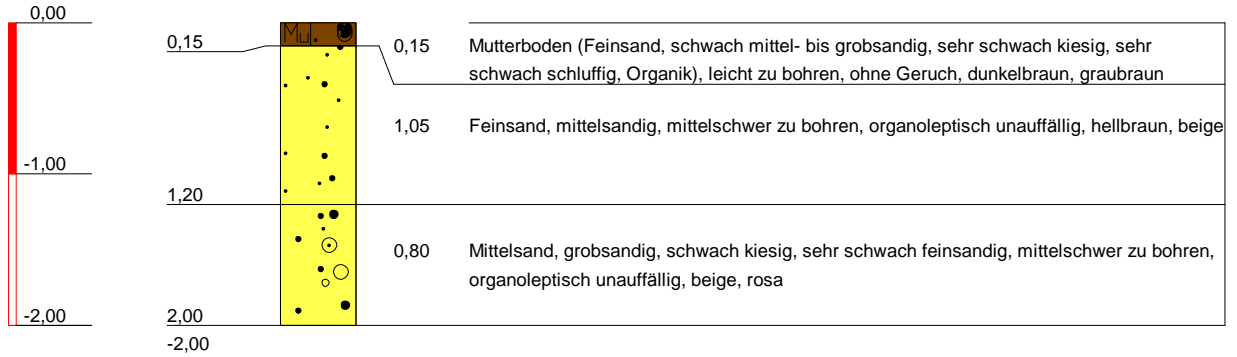 0,00
Mu
0,15
0,15
Mutterboden (Feinsand, schwach mittel- bis grobsandig, sehr schwach kiesig, sehr
schwach schluffig, Organik), leicht zu bohren, ohne Geruch, dunkelbraun, graubraun
1,05
Feinsand, mittelsandig, mittelschwer zu bohren, organoleptisch unauffällig, hellbraun, beige
-1,00
1,20
0,80
Mittelsand, grobsandig, schwach kiesig, sehr schwach feinsandig, mittelschwer zu bohren,
organoleptisch unauffällig, beige, rosa
-2,00
2,00
-2,00